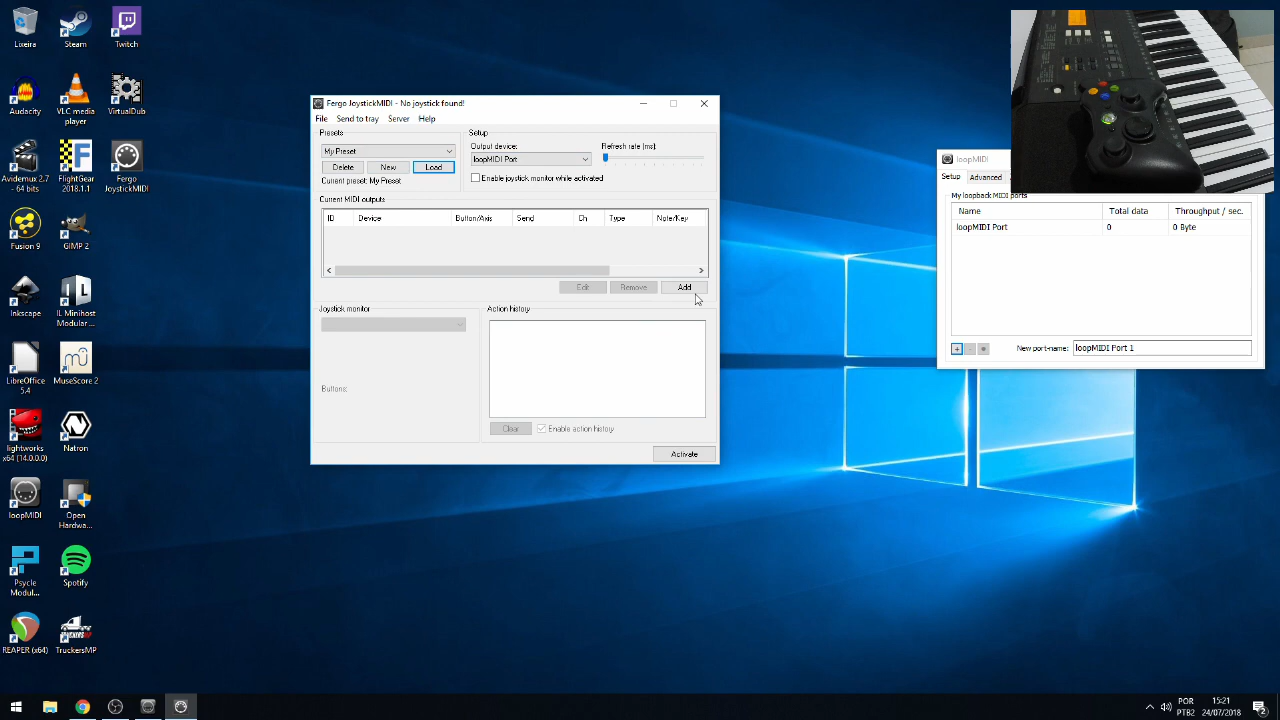 Lixeira
Steam
Twitch
Audacity
VLC media player
VirtualDub
Avidemux 2.7 - 64 bits
FlightGear 2018.1.1
Fergo JoystickMIDI
Fusion 9
GIMP 2
Inkscape
IL Minihost Modular ...
LibreOffice 5.4
MuseScore 2
lightworks x64 (14.0.0.0)
Natron
loopMIDI
Open Hardwa...
Psycle Modul...
Spotify
REAPER (x64)
TruckersMP
Fergo JoystickMIDI - No joystick found!
File Send to tray Server Help
Presets
My Preset
Delete New Load
Current preset: My Preset
Setup
Output device: Refresh rate (ms):
loopMIDI Port
Enable joystick monitor while activated
Current MIDI outputs
ID Device Button/Axis Send Ch Type Note/Key
Edit Remove Add
Joystick monitor
Buttons:
Action history
Clear Enable action history
Activate
loopMIDI
Setup Advanced
My loopback MIDI ports
Name Total data Throughput / sec.
loopMIDI Port 0 0 Byte
+ - New port-name: loopMIDI Port 1
POR
PTB2
15:21
24/07/2018
2